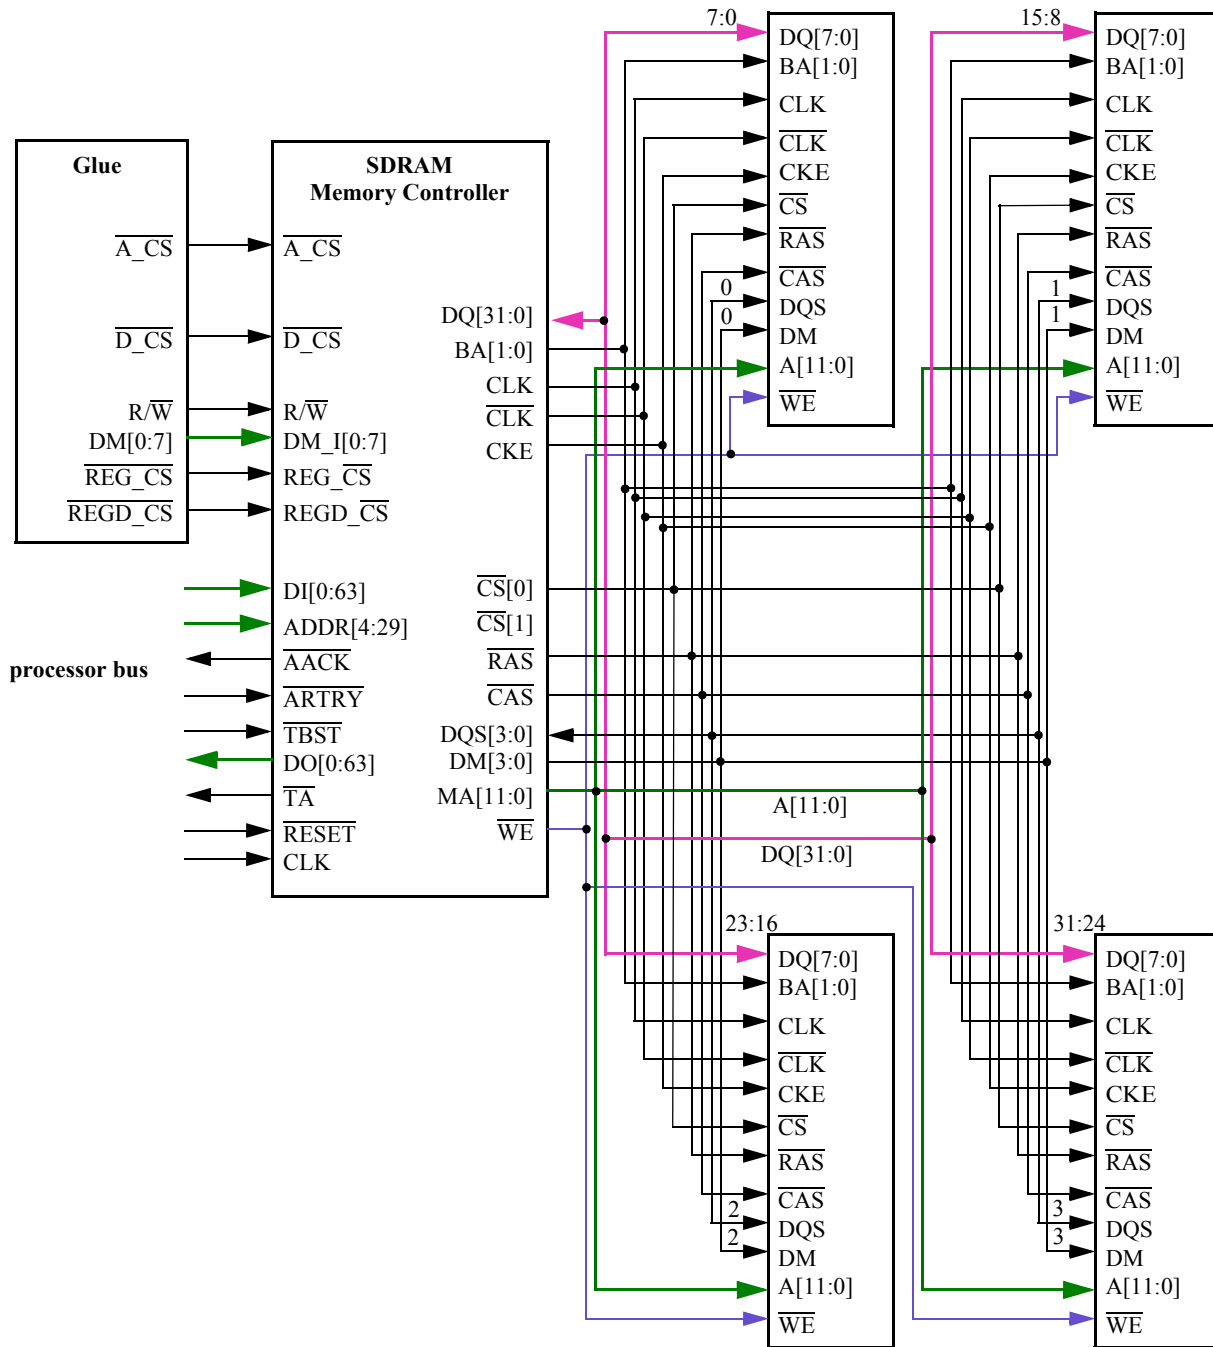 Glue
A_CS
D_CS
R/W
DM[0:7]
REG_CS
REGD_CS
processor bus
SDRAM
Memory Controller
A_CS
D_CS
R/W
DM_I[0:7]
REG_CS
REGD_CS
DI[0:63]
ADDR[4:29]
AACK
ARTRY
TBST
DO[0:63]
TA
RESET
CLK
DQ[31:0]
BA[1:0]
CLK
CLK
CKE
CS[0]
CS[1]
RAS
CAS
DQS[3:0]
DM[3:0]
MA[11:0]
WE
A[11:0]
DQ[31:0]
7:0
DQ[7:0]
BA[1:0]
CLK
CLK
CKE
CS
RAS
CAS
0
DQS
0
DM
A[11:0]
WE
15:8
DQ[7:0]
BA[1:0]
CLK
CLK
CKE
CS
RAS
CAS
1
DQS
1
DM
A[11:0]
WE
23:16
DQ[7:0]
BA[1:0]
CLK
CLK
CKE
CS
RAS
CAS
2
DQS
2
DM
A[11:0]
WE
31:24
DQ[7:0]
BA[1:0]
CLK
CLK
CKE
CS
RAS
CAS
3
DQS
3
DM
A[11:0]
WE